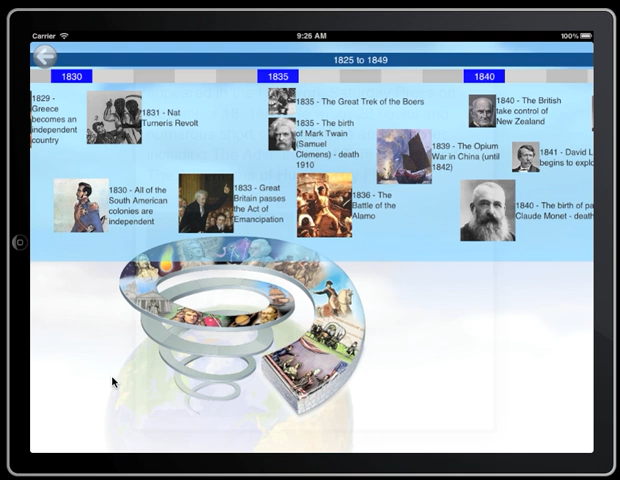 Carrier
9:26 AM
100%
1825 to 1849
1830
1835
1840
1829 -
Greece
becomes an
independent
country
1831 - Nat
Turneris Revolt
1835 - The Great Trek of the Boers
1835 - The birth
of Mark Twain
(Samuel
Clemens) - death
1910
1839 - The Opium
War in China (until
1842)
1840 - The British
take control of
New Zealand
1841 - David L
begins to explo
1830 - All of the
South American
colonies are
independent
1833 - Great
Britain passes
the Act of
Emancipation
1836 - The
Battle of the
Alamo
1840 - The birth of pa
Claude Monet - death